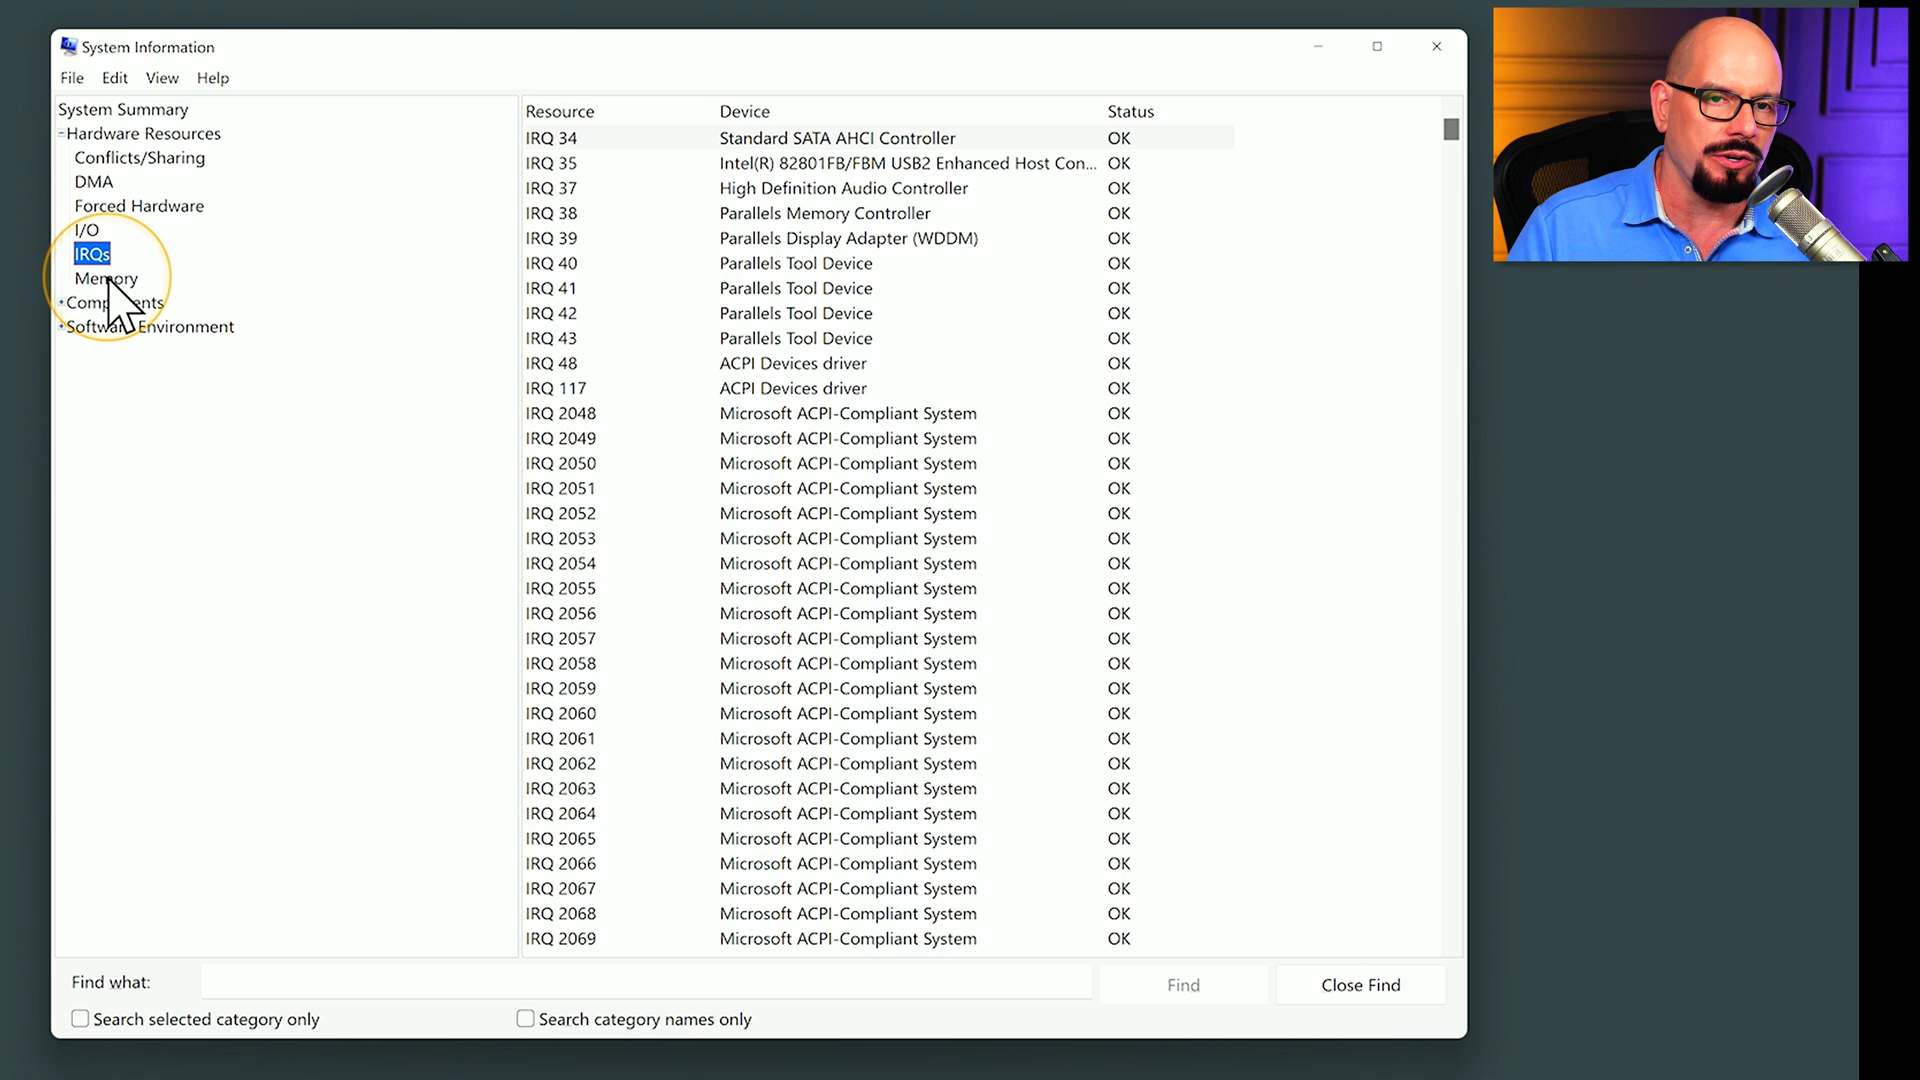 System Information
File Edit View Help
System Summary
Hardware Resources
Conflicts/Sharing
DMA
Forced Hardware
I/O
IRQs
Memory
Components
Software Environment
Resource Device Status
IRQ 34 Standard SATA AHCI Controller OK
IRQ 35 Intel(R) 82801FB/FBM USB2 Enhanced Host Con... OK
IRQ 37 High Definition Audio Controller OK
IRQ 38 Parallels Memory Controller OK
IRQ 39 Parallels Display Adapter (WDDM) OK
IRQ 40 Parallels Tool Device OK
IRQ 41 Parallels Tool Device OK
IRQ 42 Parallels Tool Device OK
IRQ 43 Parallels Tool Device OK
IRQ 48 ACPI Devices driver OK
IRQ 117 ACPI Devices driver OK
IRQ 2048 Microsoft ACPI-Compliant System OK
IRQ 2049 Microsoft ACPI-Compliant System OK
IRQ 2050 Microsoft ACPI-Compliant System OK
IRQ 2051 Microsoft ACPI-Compliant System OK
IRQ 2052 Microsoft ACPI-Compliant System OK
IRQ 2053 Microsoft ACPI-Compliant System OK
IRQ 2054 Microsoft ACPI-Compliant System OK
IRQ 2055 Microsoft ACPI-Compliant System OK
IRQ 2056 Microsoft ACPI-Compliant System OK
IRQ 2057 Microsoft ACPI-Compliant System OK
IRQ 2058 Microsoft ACPI-Compliant System OK
IRQ 2059 Microsoft ACPI-Compliant System OK
IRQ 2060 Microsoft ACPI-Compliant System OK
IRQ 2061 Microsoft ACPI-Compliant System OK
IRQ 2062 Microsoft ACPI-Compliant System OK
IRQ 2063 Microsoft ACPI-Compliant System OK
IRQ 2064 Microsoft ACPI-Compliant System OK
IRQ 2065 Microsoft ACPI-Compliant System OK
IRQ 2066 Microsoft ACPI-Compliant System OK
IRQ 2067 Microsoft ACPI-Compliant System OK
IRQ 2068 Microsoft ACPI-Compliant System OK
IRQ 2069 Microsoft ACPI-Compliant System OK
Find what: Find Close Find
Search selected category only Search category names only